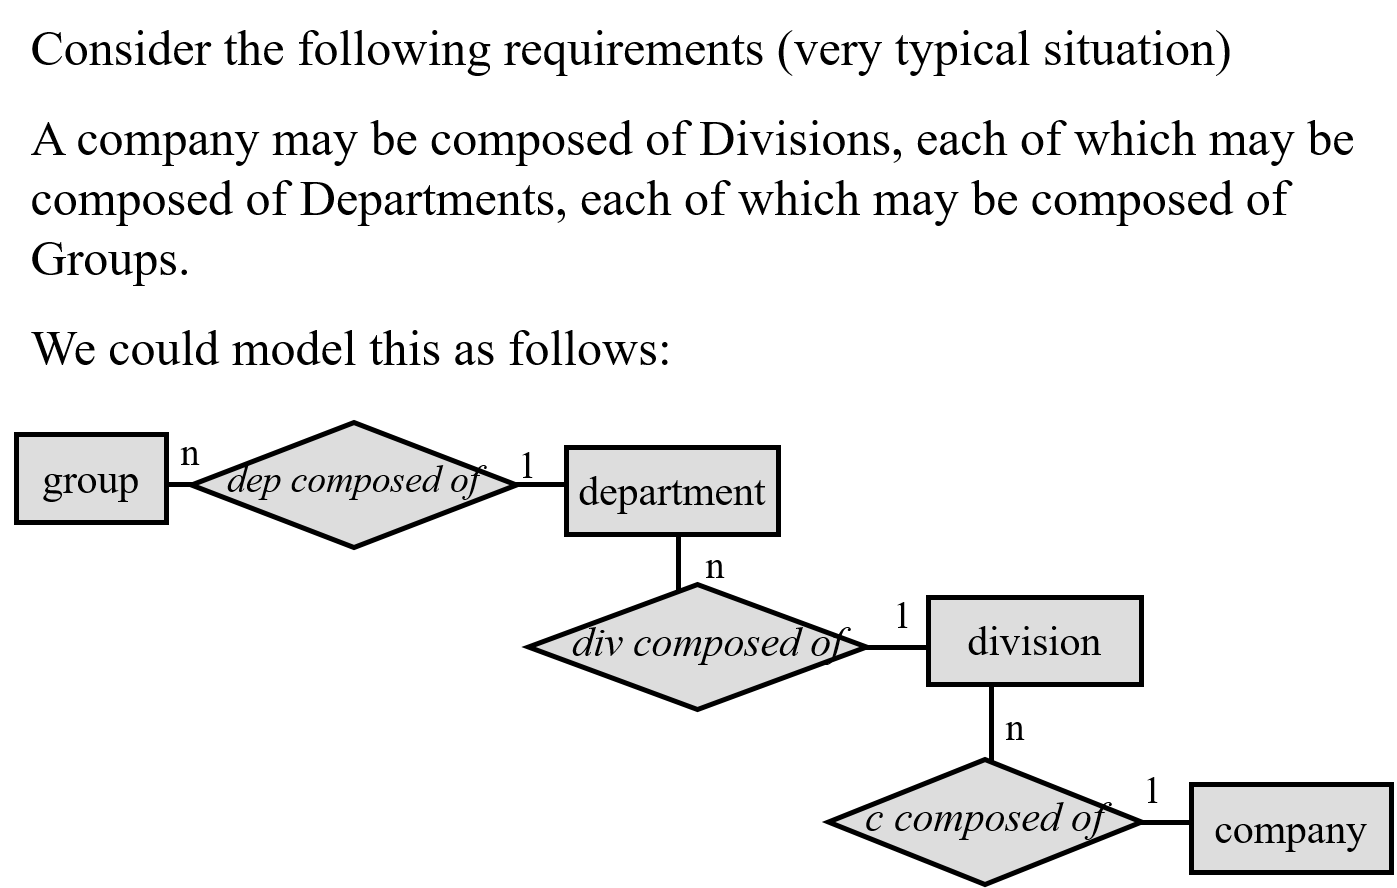 Consider the following requirements (very typical situation)
A company may be composed of Divisions, each of which may be
composed of Departments, each of which may be composed of
Groups.
We could model this as follows:
group
n
dep composed of
1
department
n
div composed of
1
division
n
c composed of
1
company